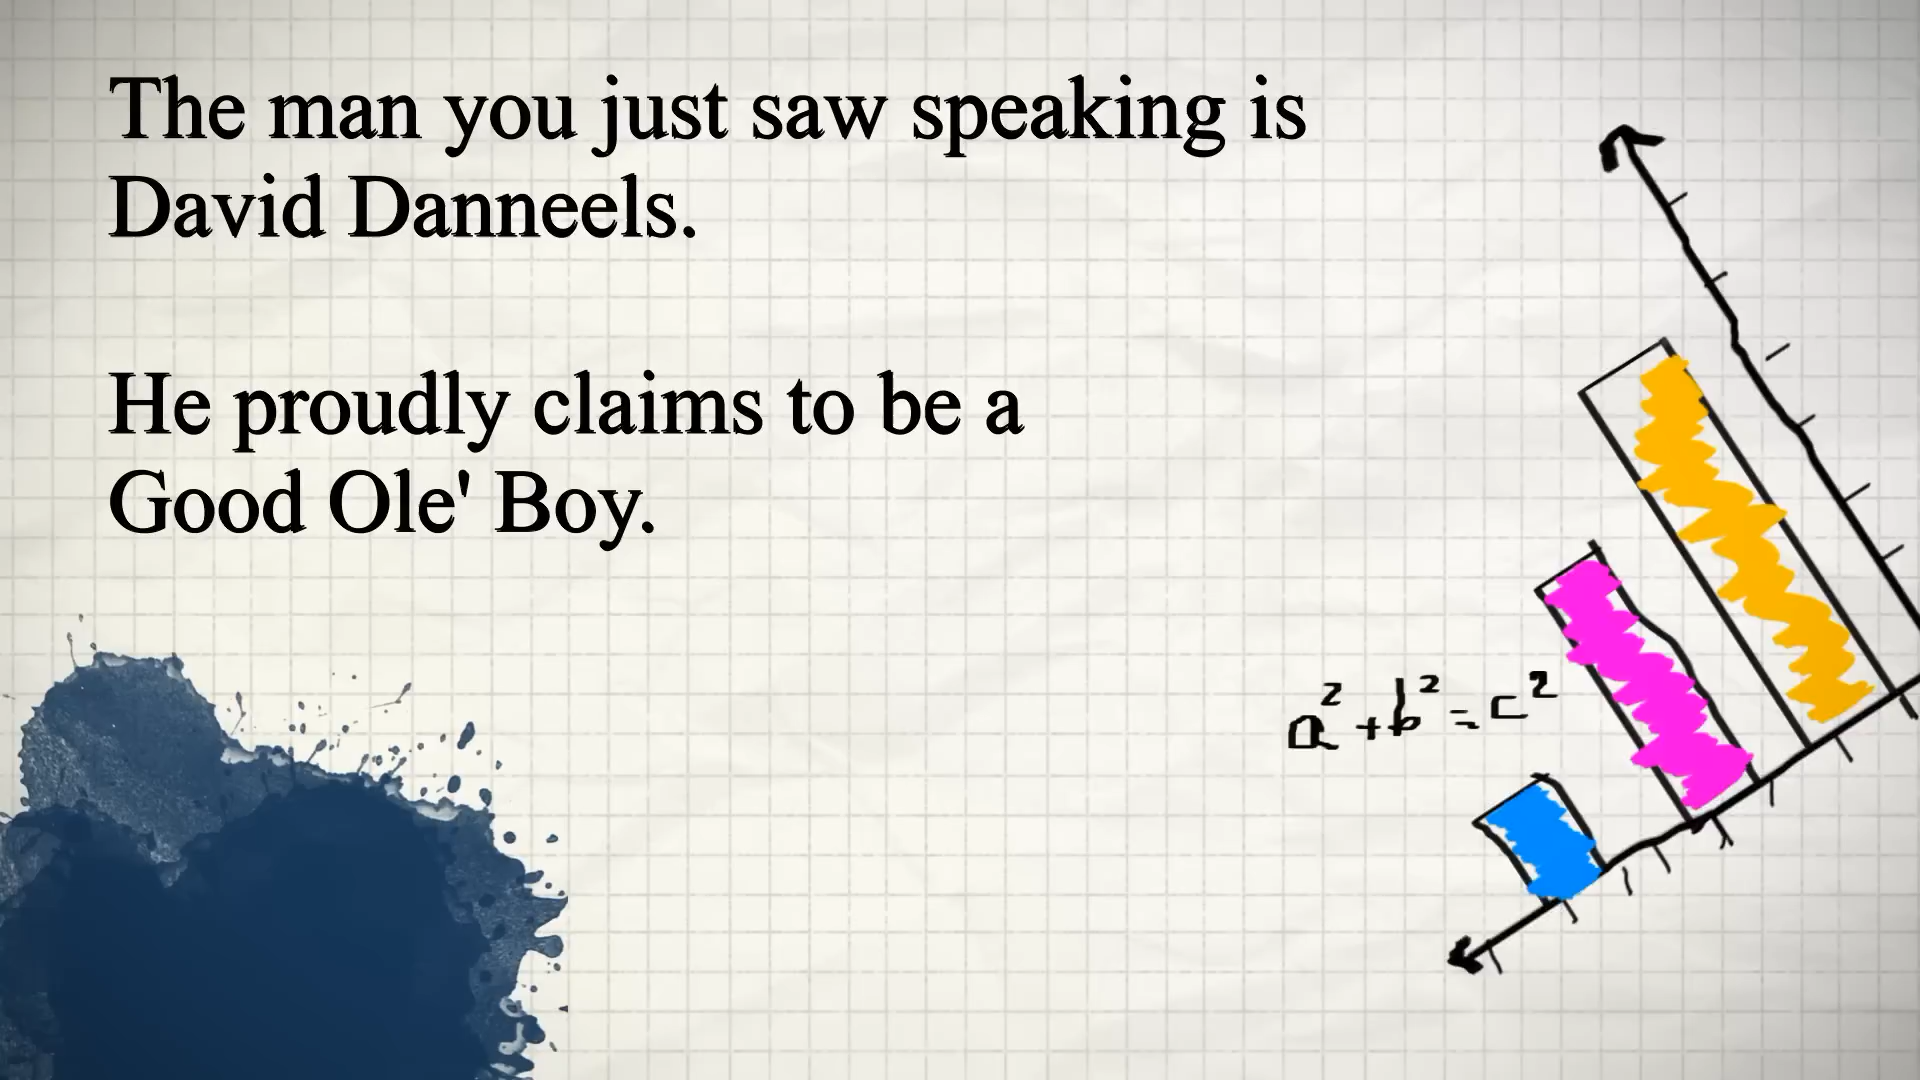 The man you just saw speaking is
David Danneels.
He proudly claims to be a
Good Ole' Boy.
a² + b² = c²